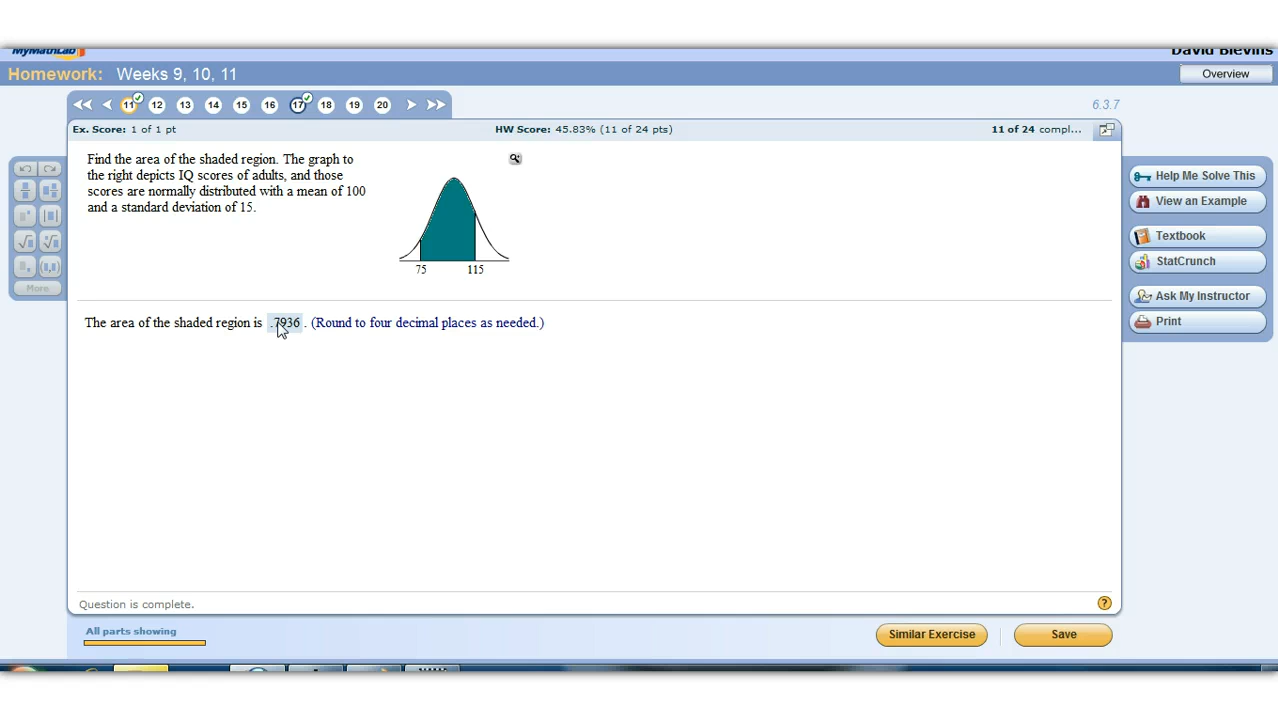 MyMathLab
David Blevins
Homework: Weeks 9, 10, 11
Overview
11 12 13 14 15 16 17 18 19 20
6.3.7
Ex. Score: 1 of 1 pt
HW Score: 45.83% (11 of 24 pts)
11 of 24 compl...
Find the area of the shaded region. The graph to
the right depicts IQ scores of adults, and those
scores are normally distributed with a mean of 100
and a standard deviation of 15.
75 115
Help Me Solve This
View an Example
Textbook
StatCrunch
Ask My Instructor
Print
More
The area of the shaded region is .7936 . (Round to four decimal places as needed.)
Question is complete.
?
All parts showing
Similar Exercise
Save